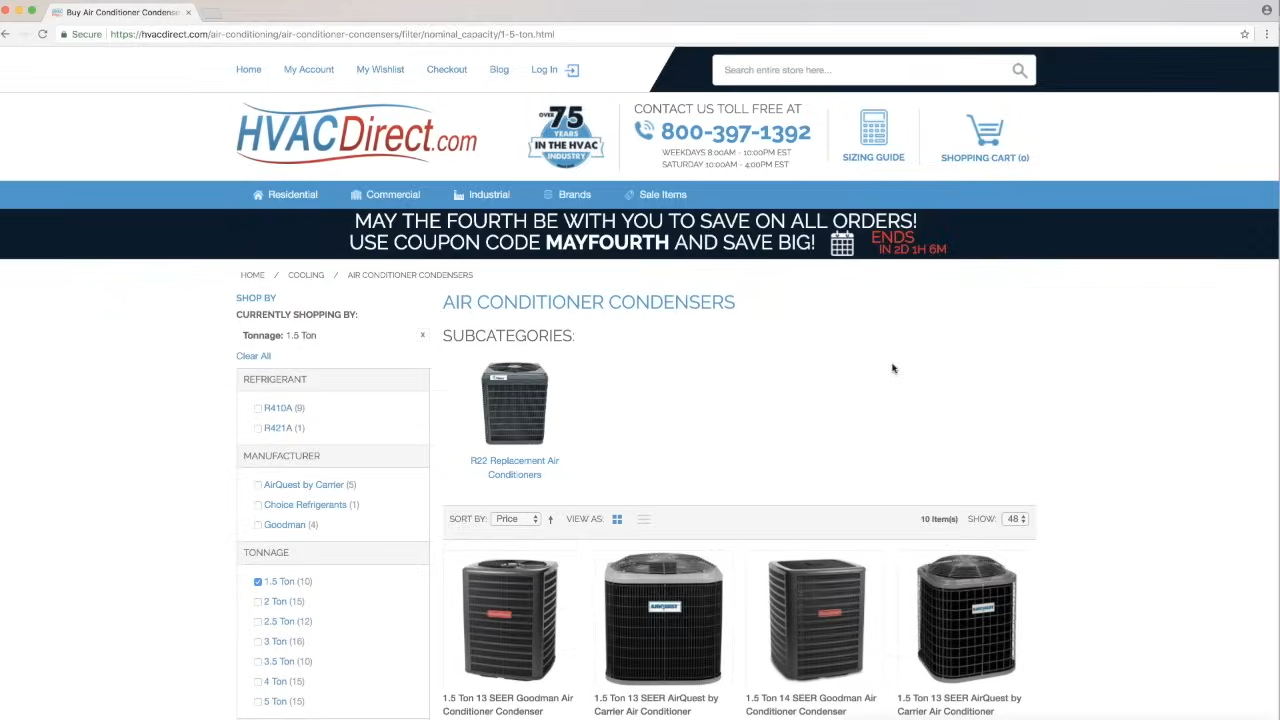 Buy Air Conditioner Condense
Secure https://hvacdirect.com/air-conditioning/air-conditioner-condensers/filter/nominal_capacity/1-5-ton.html
Home My Account My Wishlist Checkout Blog Log In
Search entire store here...
HVACDirect.com
OVER 75 YEARS IN THE HVAC INDUSTRY
CONTACT US TOLL FREE AT
800-397-1392
WEEKDAYS 8:00AM - 10:00PM EST
SATURDAY 10:00AM - 4:00PM EST
SIZING GUIDE
SHOPPING CART (0)
Residential Commercial Industrial Brands Sale Items
MAY THE FOURTH BE WITH YOU TO SAVE ON ALL ORDERS!
USE COUPON CODE MAYFOURTH AND SAVE BIG!
ENDS
IN 2D 1H 6M
HOME / COOLING / AIR CONDITIONER CONDENSERS
SHOP BY
CURRENTLY SHOPPING BY:
Tonnage: 1.5 Ton x
Clear All
REFRIGERANT
R410A (9)
R421A (1)
MANUFACTURER
AirQuest by Carrier (5)
Choice Refrigerants (1)
Goodman (4)
TONNAGE
1.5 Ton (10)
2 Ton (15)
2.5 Ton (12)
3 Ton (16)
3.5 Ton (10)
4 Ton (15)
5 Ton (15)
AIR CONDITIONER CONDENSERS
SUBCATEGORIES:
R22 Replacement Air
Conditioners
SORT BY: Price VIEW AS: 10 Item(s) SHOW: 48
AIRQUEST
AIRQUEST
1.5 Ton 13 SEER Goodman Air
Conditioner Condenser
1.5 Ton 13 SEER AirQuest by
Carrier Air Conditioner
1.5 Ton 14 SEER Goodman Air
Conditioner Condenser
1.5 Ton 13 SEER AirQuest by
Carrier Air Conditioner